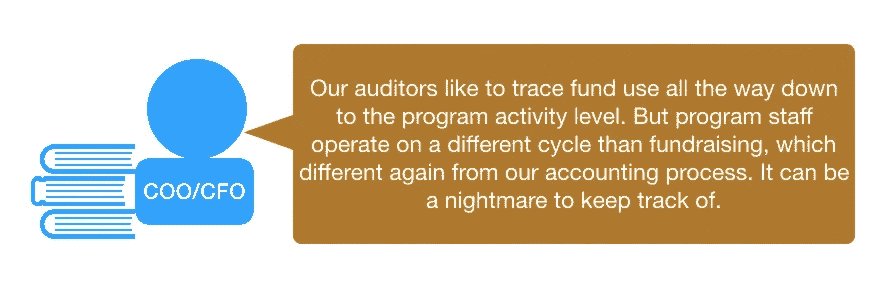 Our auditors like to trace fund use all the way down
to the program activity level. But program staff
operate on a different cycle than fundraising, which
different again from our accounting process. It can be
a nightmare to keep track of.
COO/CFO